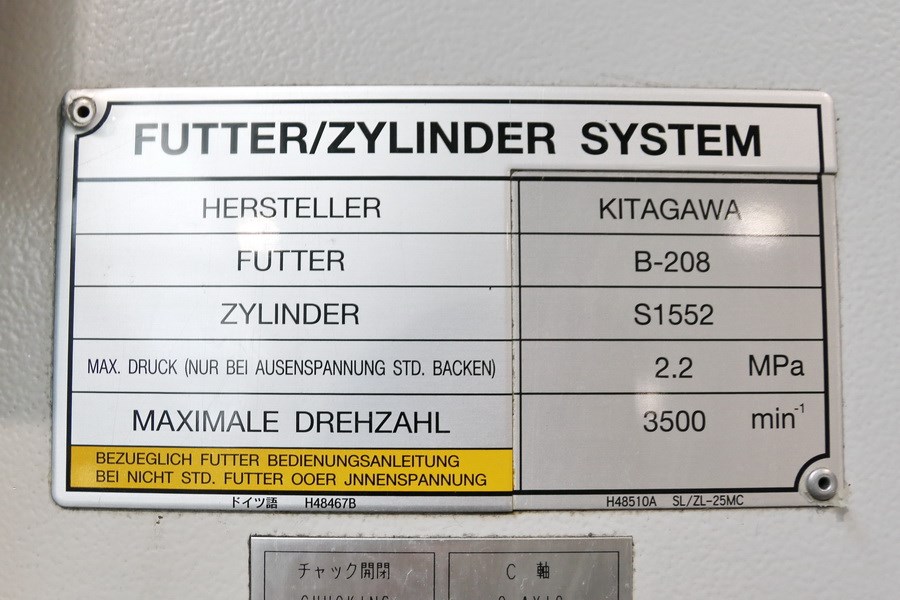 FUTTER/ZYLINDER SYSTEM
HERSTELLER KITAGAWA
FUTTER B-208
ZYLINDER S1552
MAX. DRUCK (NUR BEI AUSENSPANNUNG STD. BACKEN) 2.2 MPa
MAXIMALE DREHZAHL 3500 min⁻¹
BEZUEGLICH FUTTER BEDIENUNGSANLEITUNG
BEI NICHT STD. FUTTER OOER JNNENSPANNUNG
ドイツ語 H48467B H48510A SL/ZL-25MC
チャック開閉 C 軸